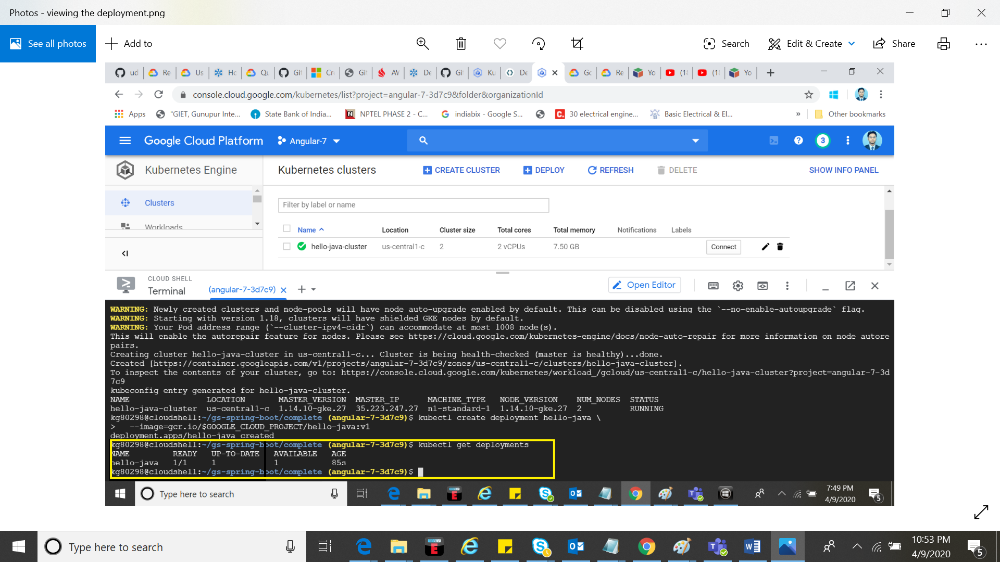 Photos - viewing the deployment.png
See all photos
Add to
Search
Edit & Create
Share
ud
Re
Us
Hc
Qu
Git
Cr
Git
AV
De
Gi
Ku
De
Gc
Re
Yo
(1
(1
Yo
console.cloud.google.com/kubernetes/list?project=angular-7-3d7c9&folder&organizationId
Apps
"GIET, Gunupur Inte...
State Bank of India...
NPTEL PHASE 2 - C...
indiabix - Google S...
30 electrical engine...
Basic Electrical & El...
»
Other bookmarks
Google Cloud Platform
Angular-7
3
Kubernetes Engine
Kubernetes clusters
CREATE CLUSTER
DEPLOY
REFRESH
DELETE
SHOW INFO PANEL
Clusters
Workloads
Filter by label or name
Name Location Cluster size Total cores Total memory Notifications Labels
hello-java-cluster us-central1-c 2 2 vCPUs 7.50 GB Connect
CLOUD SHELL
Terminal
(angular-7-3d7c9)
Open Editor
WARNING: Newly created clusters and node-pools will have node auto-upgrade enabled by default. This can be disabled using the `--no-enable-autoupgrade` flag.
WARNING: Starting with version 1.18, clusters will have shielded GKE nodes by default.
WARNING: Your Pod address range (`--cluster-ipv4-cidr`) can accommodate at most 1008 node(s).
This will enable the autorepair feature for nodes. Please see https://cloud.google.com/kubernetes-engine/docs/node-auto-repair for more information on node autore
pairs.
Creating cluster hello-java-cluster in us-central1-c... Cluster is being health-checked (master is healthy)...done.
Created [https://container.googleapis.com/v1/projects/angular-7-3d7c9/zones/us-central1-c/clusters/hello-java-cluster].
To inspect the contents of your cluster, go to: https://console.cloud.google.com/kubernetes/workload_/gcloud/us-central1-c/hello-java-cluster?project=angular-7-3d
7c9
kubeconfig entry generated for hello-java-cluster.
NAME LOCATION MASTER_VERSION MASTER_IP MACHINE_TYPE NODE_VERSION NUM_NODES STATUS
hello-java-cluster us-central1-c 1.14.10-gke.27 35.223.247.27 n1-standard-1 1.14.10-gke.27 2 RUNNING
kg80298@cloudshell:~/gs-spring-boot/complete (angular-7-3d7c9)$ kubectl create deployment hello-java \
> --image=gcr.io/$GOOGLE_CLOUD_PROJECT/hello-java:v1
deployment.apps/hello-java created
kg80298@cloudshell:~/gs-spring-boot/complete (angular-7-3d7c9)$ kubectl get deployments
NAME READY UP-TO-DATE AVAILABLE AGE
hello-java 1/1 1 1 85s
kg80298@cloudshell:~/gs-spring-boot/complete (angular-7-3d7c9)$
Type here to search
7:49 PM
4/9/2020
5
Type here to search
10:53 PM
4/9/2020
5